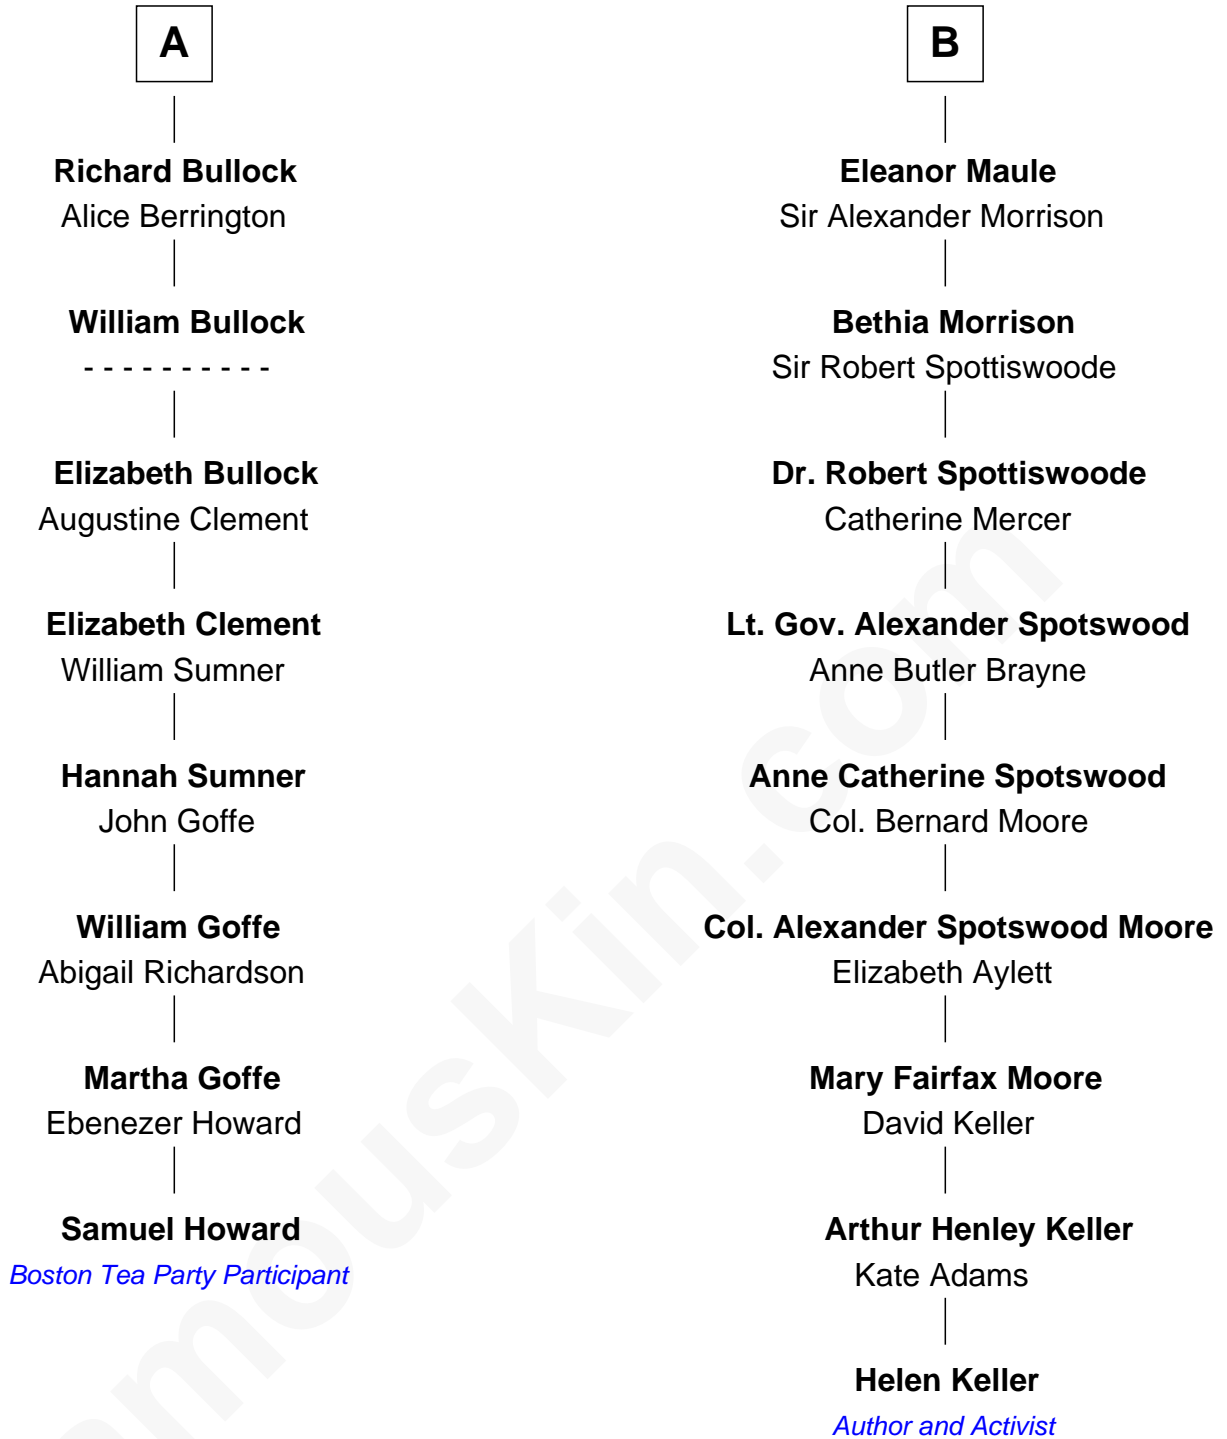 A
Richard Bullock
Alice Berrington
William Bullock
- - - - - - - - - -
Elizabeth Bullock
Augustine Clement
Elizabeth Clement
William Sumner
Hannah Sumner
John Goffe
William Goffe
Abigail Richardson
Martha Goffe
Ebenezer Howard
Samuel Howard
Boston Tea Party Participant
B
Eleanor Maule
Sir Alexander Morrison
Bethia Morrison
Sir Robert Spottiswoode
Dr. Robert Spottiswoode
Catherine Mercer
Lt. Gov. Alexander Spotswood
Anne Butler Brayne
Anne Catherine Spotswood
Col. Bernard Moore
Col. Alexander Spotswood Moore
Elizabeth Aylett
Mary Fairfax Moore
David Keller
Arthur Henley Keller
Kate Adams
Helen Keller
Author and Activist
amouskin.com